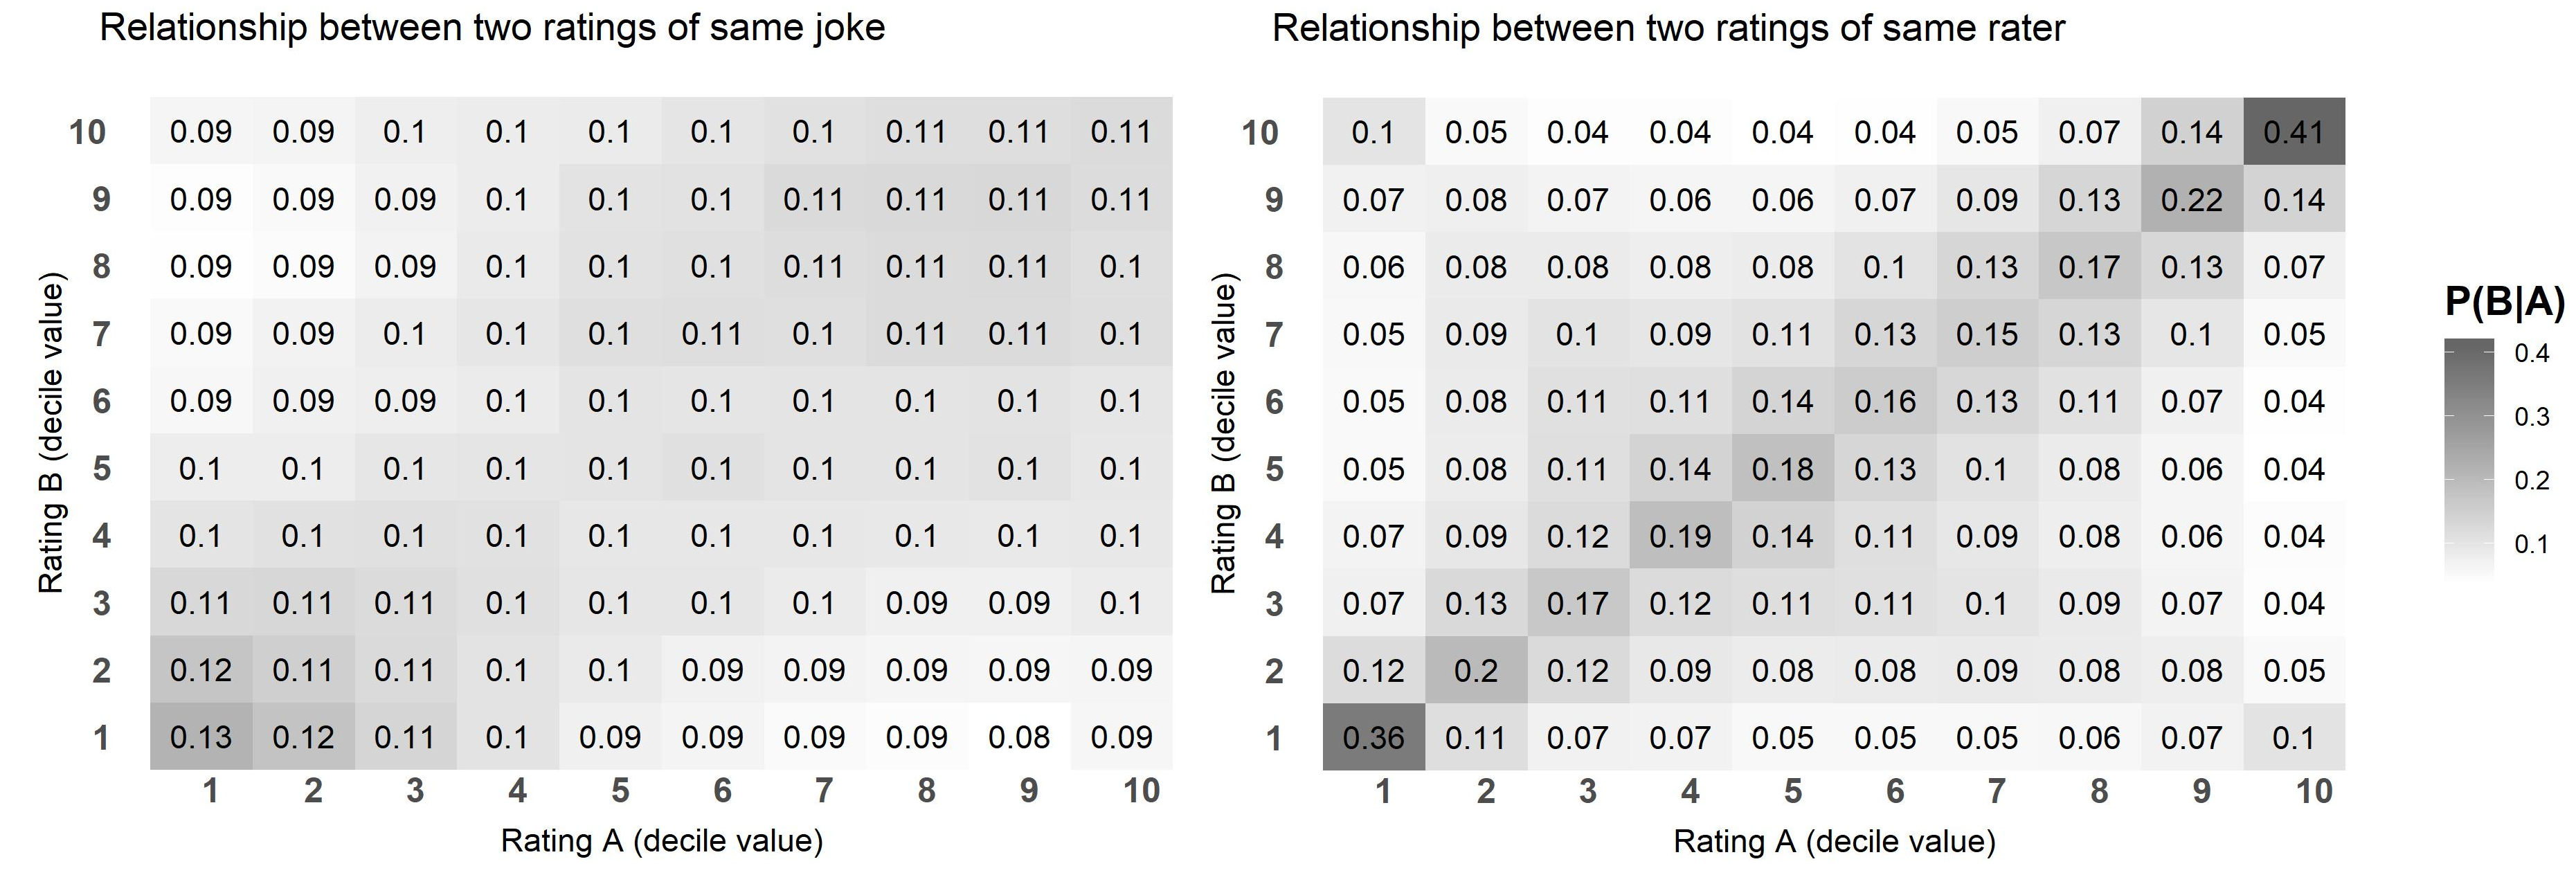 Relationship between two ratings of same joke
10 0.09 0.09 0.1 0.1 0.1 0.1 0.1 0.11 0.11 0.11
9 0.09 0.09 0.09 0.1 0.1 0.1 0.11 0.11 0.11 0.11
8 0.09 0.09 0.09 0.1 0.1 0.1 0.11 0.11 0.11 0.1
7 0.09 0.09 0.1 0.1 0.1 0.11 0.1 0.11 0.11 0.1
6 0.09 0.09 0.09 0.1 0.1 0.1 0.1 0.1 0.1 0.1
5 0.1 0.1 0.1 0.1 0.1 0.1 0.1 0.1 0.1 0.1
4 0.1 0.1 0.1 0.1 0.1 0.1 0.1 0.1 0.1 0.1
3 0.11 0.11 0.11 0.1 0.1 0.1 0.1 0.09 0.09 0.1
2 0.12 0.11 0.11 0.1 0.1 0.09 0.09 0.09 0.09 0.09
1 0.13 0.12 0.11 0.1 0.09 0.09 0.09 0.09 0.08 0.09
1 2 3 4 5 6 7 8 9 10
Rating A (decile value)
Rating B (decile value)
Relationship between two ratings of same rater
10 0.1 0.05 0.04 0.04 0.04 0.04 0.05 0.07 0.14 0.41
9 0.07 0.08 0.07 0.06 0.06 0.07 0.09 0.13 0.22 0.14
8 0.06 0.08 0.08 0.08 0.08 0.1 0.13 0.17 0.13 0.07
7 0.05 0.09 0.1 0.09 0.11 0.13 0.15 0.13 0.1 0.05
6 0.05 0.08 0.11 0.11 0.14 0.16 0.13 0.11 0.07 0.04
5 0.05 0.08 0.11 0.14 0.18 0.13 0.1 0.08 0.06 0.04
4 0.07 0.09 0.12 0.19 0.14 0.11 0.09 0.08 0.06 0.04
3 0.07 0.13 0.17 0.12 0.11 0.11 0.1 0.09 0.07 0.04
2 0.12 0.2 0.12 0.09 0.08 0.08 0.09 0.08 0.08 0.05
1 0.36 0.11 0.07 0.07 0.05 0.05 0.05 0.06 0.07 0.1
1 2 3 4 5 6 7 8 9 10
Rating A (decile value)
Rating B (decile value)
P(B|A)
0.4
0.3
0.2
0.1